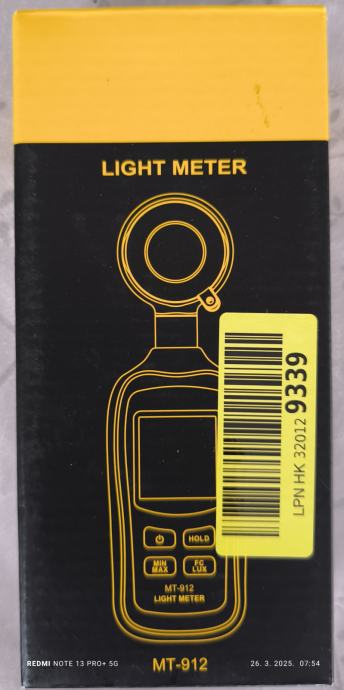 LIGHT METER
LPN HK 32012 9339
HOLD
MIN
MAX
FC
LUX
MT-912
LIGHT METER
REDMI NOTE 13 PRO+ 5G
MT-912
26. 3. 2025. 07:54